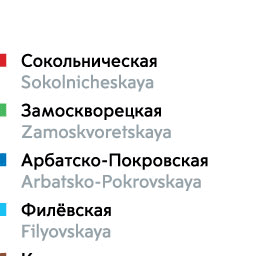 Сокольническая
Sokolnicheskaya
Замоскворецкая
Zamoskvoretskaya
Арбатско-Покровская
Arbatsko-Pokrovskaya
Филёвская
Filyovskaya